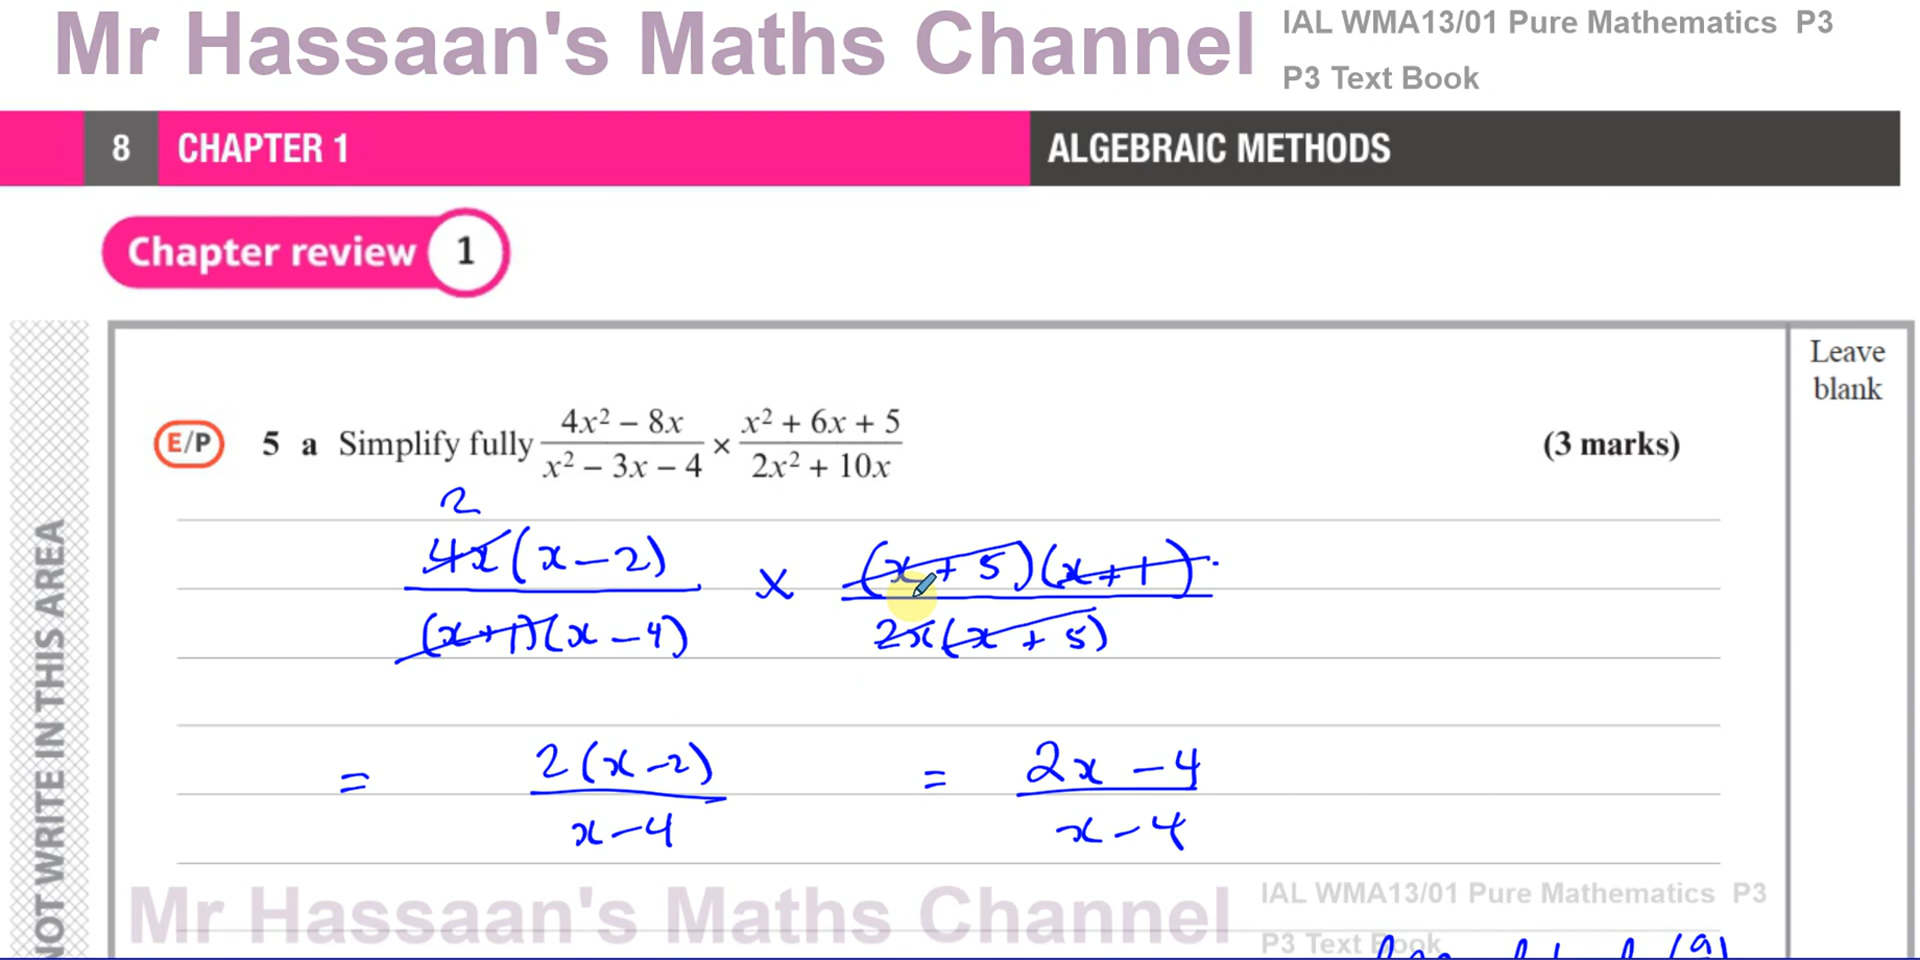 Mr Hassaan's Maths Channel
IAL WMA13/01 Pure Mathematics P3
P3 Text Book
8 CHAPTER 1 ALGEBRAIC METHODS
Chapter review 1
Leave
blank
E/P 5 a Simplify fully (4x² − 8x)/(x² − 3x − 4) × (x² + 6x + 5)/(2x² + 10x) (3 marks)
2
4x(x-2) × (x+5)(x+1).
(x+1)(x-4) 2x(x+5)
= 2(x-2) = 2x-4
x-4 x-4
NOT WRITE IN THIS AREA
Mr Hassaan's Maths Channel
IAL WMA13/01 Pure Mathematics P3
P3 Text Book